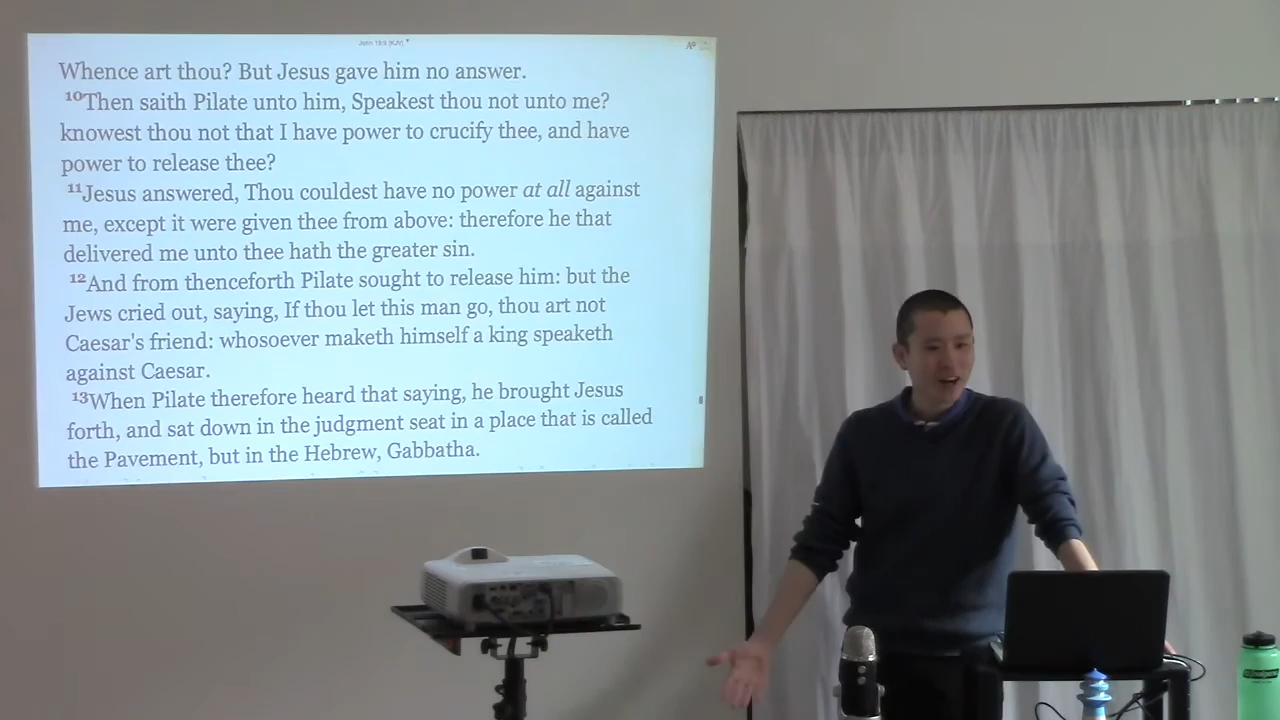 John 19:9 (KJV)
Whence art thou? But Jesus gave him no answer.
10Then saith Pilate unto him, Speakest thou not unto me?
knowest thou not that I have power to crucify thee, and have
power to release thee?
11Jesus answered, Thou couldest have no power at all against
me, except it were given thee from above: therefore he that
delivered me unto thee hath the greater sin.
12And from thenceforth Pilate sought to release him: but the
Jews cried out, saying, If thou let this man go, thou art not
Caesar's friend: whosoever maketh himself a king speaketh
against Caesar.
13When Pilate therefore heard that saying, he brought Jesus
forth, and sat down in the judgment seat in a place that is called
the Pavement, but in the Hebrew, Gabbatha.